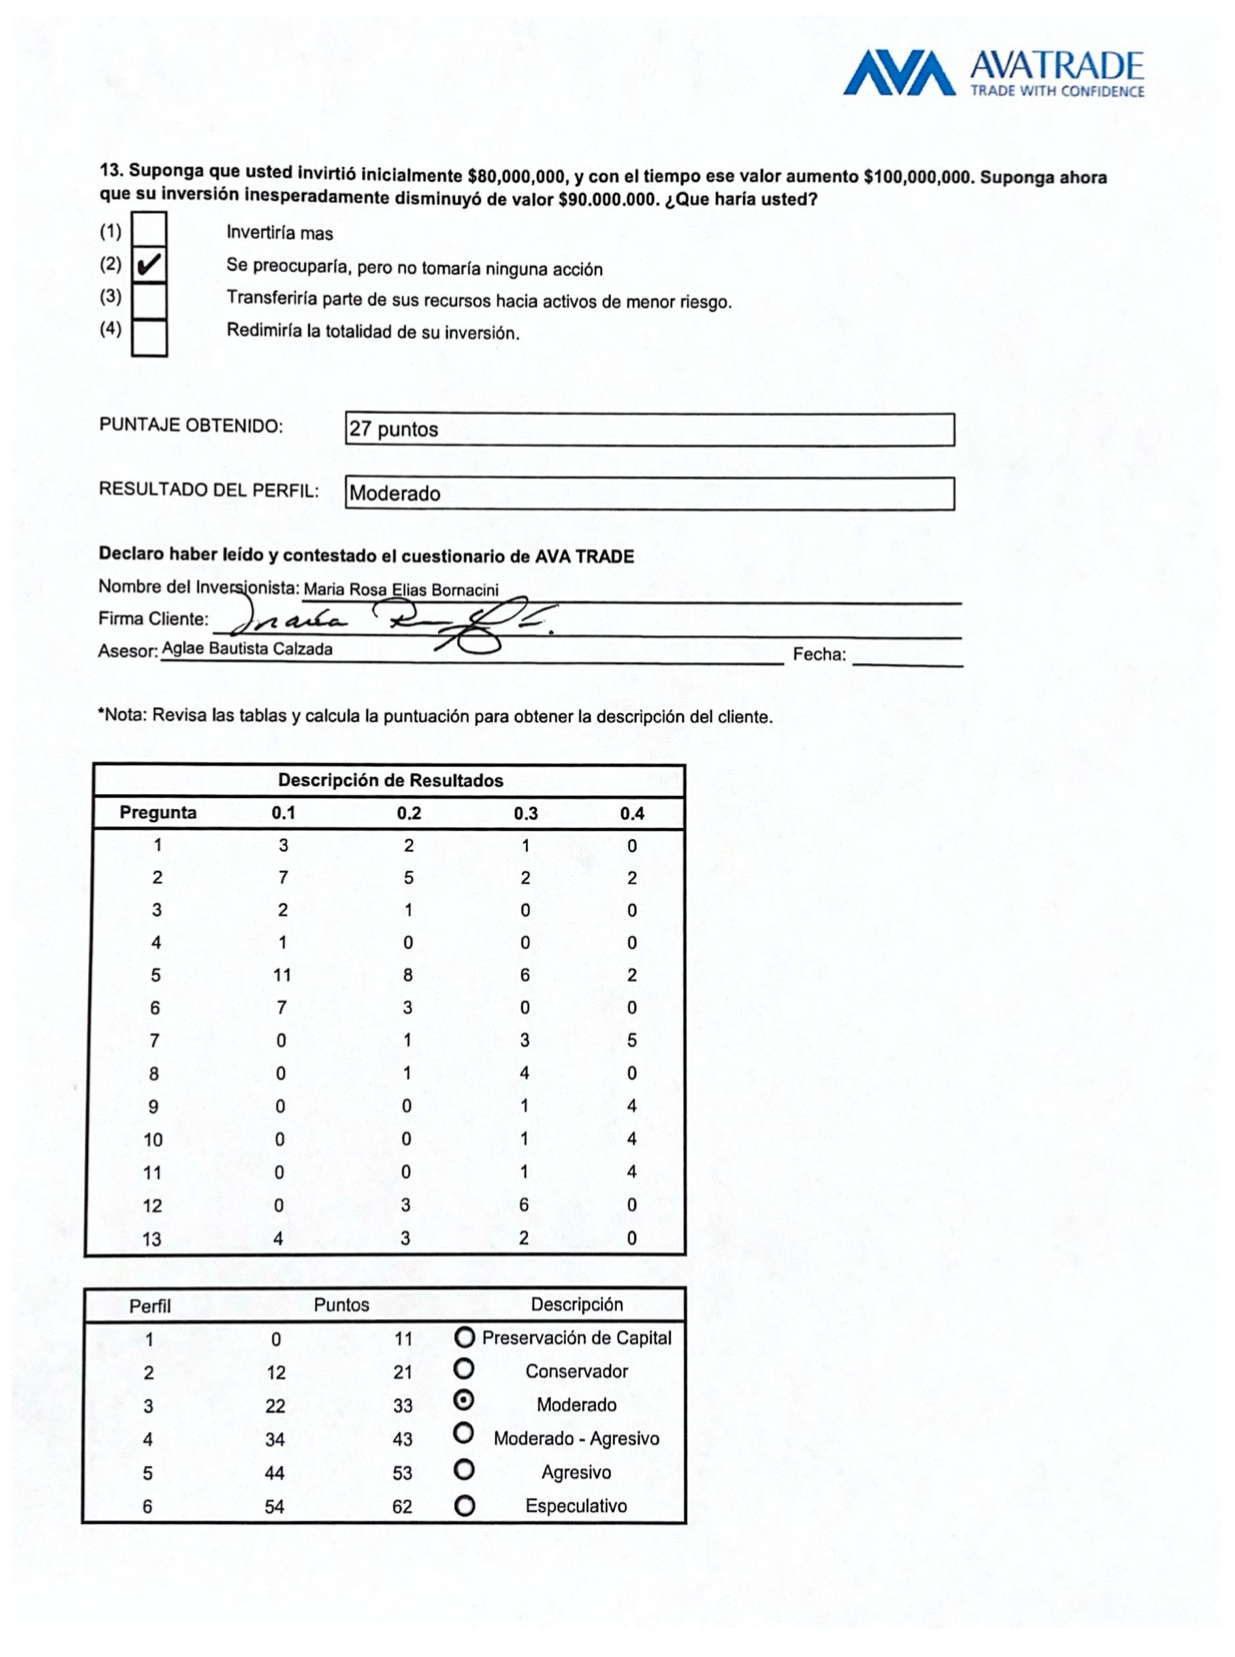 AVA AVATRADE
TRADE WITH CONFIDENCE
13. Suponga que usted invirtió inicialmente $80,000,000, y con el tiempo ese valor aumento $100,000,000. Suponga ahora
que su inversión inesperadamente disminuyó de valor $90.000.000. ¿Que haría usted?
(1) Invertiría mas
(2) ✔ Se preocuparía, pero no tomaría ninguna acción
(3) Transferiría parte de sus recursos hacia activos de menor riesgo.
(4) Redimiría la totalidad de su inversión.
PUNTAJE OBTENIDO: 27 puntos
RESULTADO DEL PERFIL: Moderado
Declaro haber leído y contestado el cuestionario de AVA TRADE
Nombre del Inversionista: Maria Rosa Elias Bornacini
Firma Cliente: María R
Asesor: Aglae Bautista Calzada Fecha:
*Nota: Revisa las tablas y calcula la puntuación para obtener la descripción del cliente.
Descripción de Resultados
Pregunta 0.1 0.2 0.3 0.4
1 3 2 1 0
2 7 5 2 2
3 2 1 0 0
4 1 0 0 0
5 11 8 6 2
6 7 3 0 0
7 0 1 3 5
8 0 1 4 0
9 0 0 1 4
10 0 0 1 4
11 0 0 1 4
12 0 3 6 0
13 4 3 2 0
Perfil Puntos Descripción
1 0 11 Preservación de Capital
2 12 21 Conservador
3 22 33 Moderado
4 34 43 Moderado - Agresivo
5 44 53 Agresivo
6 54 62 Especulativo